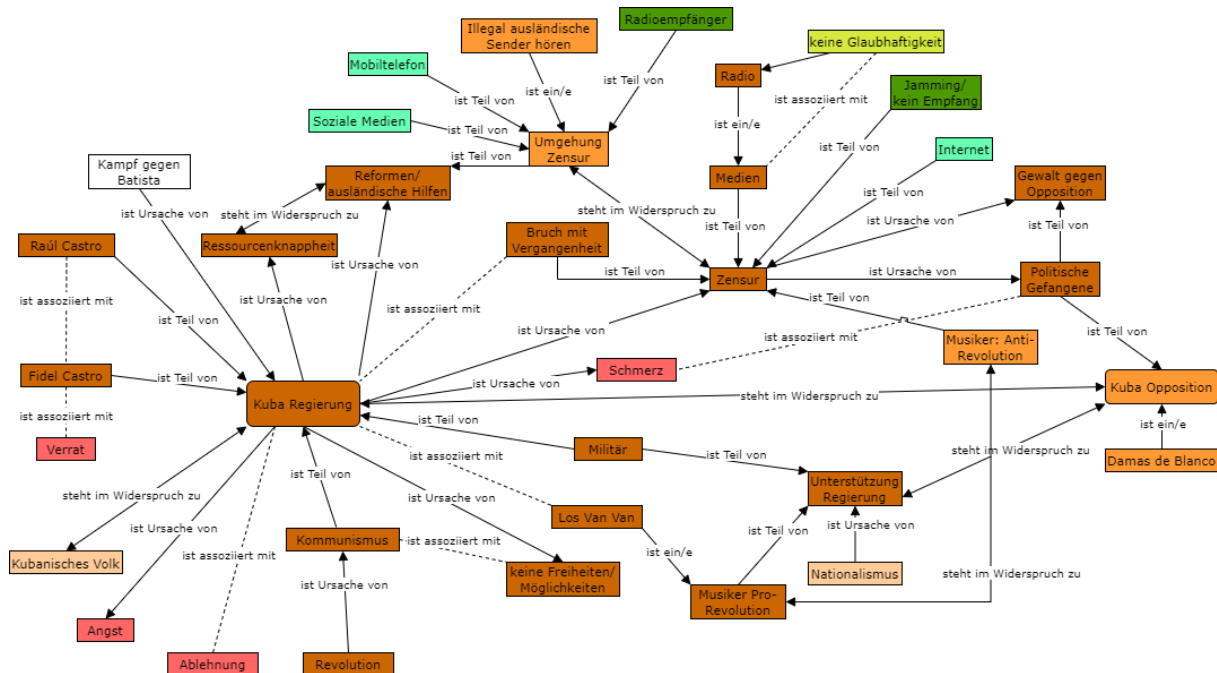 Illegal ausländische
Sender hören
Radioempfänger
keine Glaubhaftigkeit
Mobiltelefon
Radio
Jamming/
kein Empfang
ist Teil von
ist ein/e
ist Teil von
ist assoziiert mit
Soziale Medien
ist Teil von
ist ein/e
ist Teil von
Umgehung
Zensur
Internet
Kampf gegen
Batista
ist Teil von
Reformen/
ausländische Hilfen
Medien
ist Teil von
Gewalt gegen
Opposition
ist Ursache von
steht im Widerspruch zu
steht im Widerspruch zu
ist Ursache von
ist Teil von
Raúl Castro
Ressourcenknappheit
Bruch mit
Vergangenheit
ist Ursache von
ist Teil von
Zensur
ist Ursache von
Politische
Gefangene
ist assoziiert mit
ist Ursache von
ist assoziiert mit
ist Teil von
ist Teil von
ist Ursache von
ist assoziiert mit
Musiker: Anti-
Revolution
ist Teil von
Fidel Castro
ist Teil von
Schmerz
ist Ursache von
Kuba Regierung
steht im Widerspruch zu
Kuba Opposition
ist assoziiert mit
ist Teil von
ist ein/e
Verrat
ist assoziiert mit
Militär
ist Teil von
steht im Widerspruch zu
Damas de Blanco
ist Teil von
steht im Widerspruch zu
ist Ursache von
Unterstützung
Regierung
ist Ursache von
Los Van Van
ist Teil von
ist Ursache von
Kubanisches Volk
ist assoziiert mit
Kommunismus
ist assoziiert mit
ist ein/e
keine Freiheiten/
Möglichkeiten
Nationalismus
steht im Widerspruch zu
ist Ursache von
Musiker Pro-
Revolution
Angst
Ablehnung
Revolution